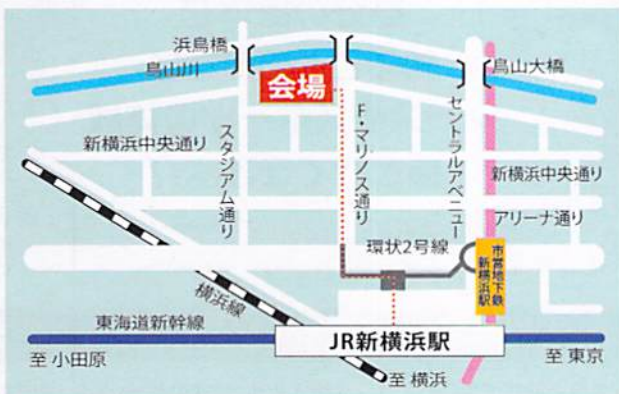 浜鳥橋
鳥山川
鳥山大橋
会場
F・マリノス通り
セントラルアベニュー
スタジアム通り
新横浜中央通り
新横浜中央通り
アリーナ通り
環状2号線
市営地下鉄
新横浜駅
横浜線
東海道新幹線
JR新横浜駅
至 小田原
至 横浜
至 東京